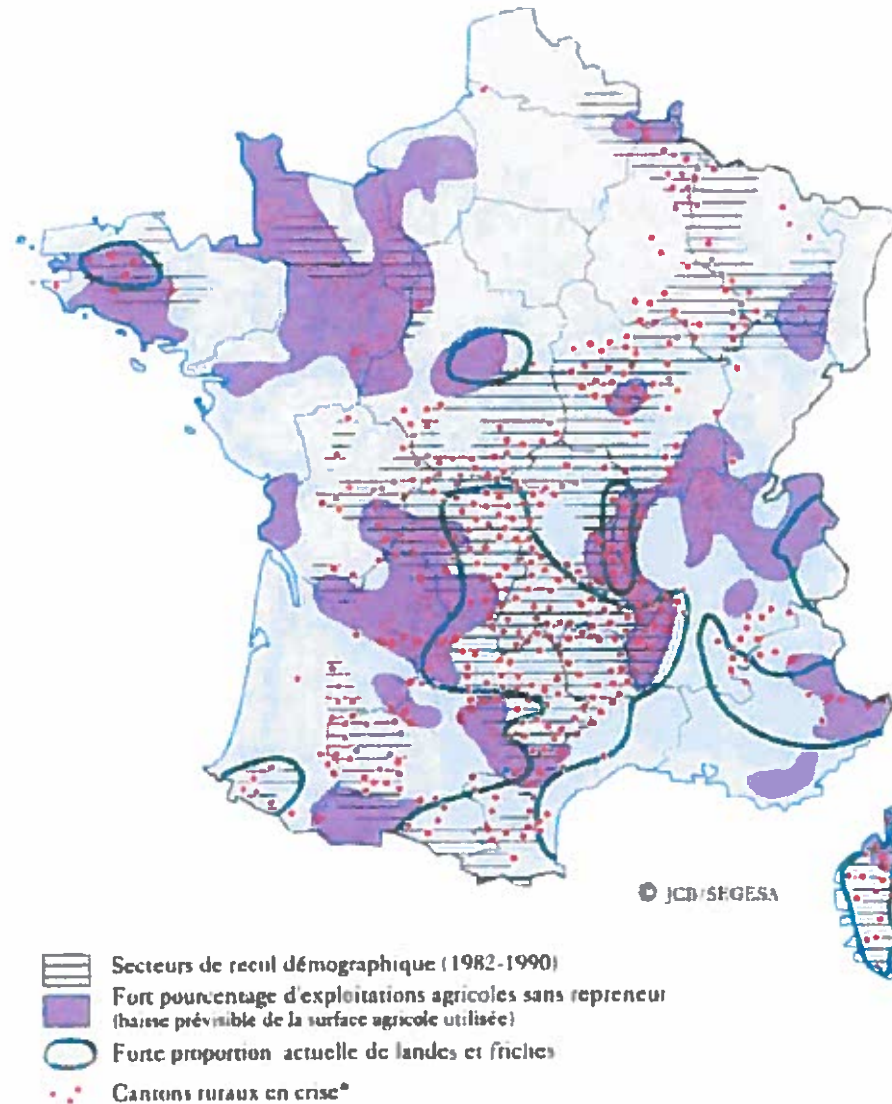 © JCB/SEGESA
Secteurs de recul démographique (1982-1990)
Fort pourcentage d'exploitations agricoles sans repreneur
(baisse prévisible de la surface agricole utilisée)
Forte proportion actuelle de landes et friches
Cantons ruraux en crise*